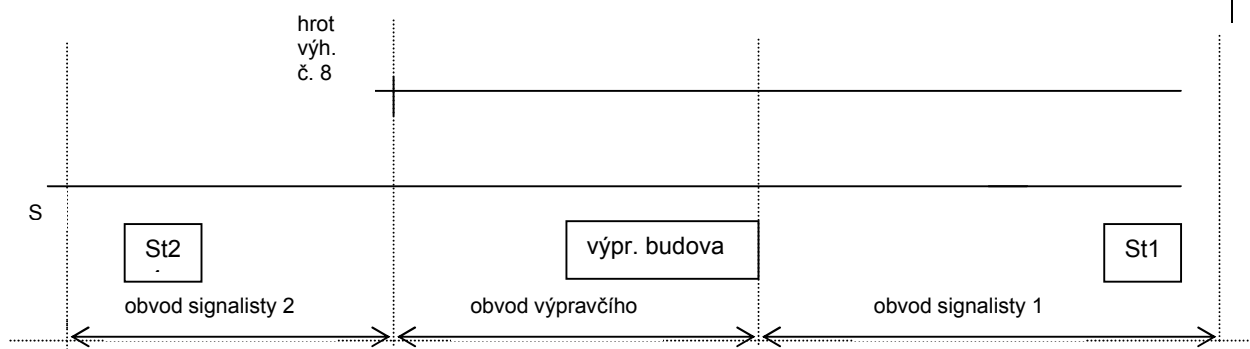 hrot
výh.
č. 8
S
St2
výpr. budova
St1
obvod signalisty 2
obvod výpravčího
obvod signalisty 1